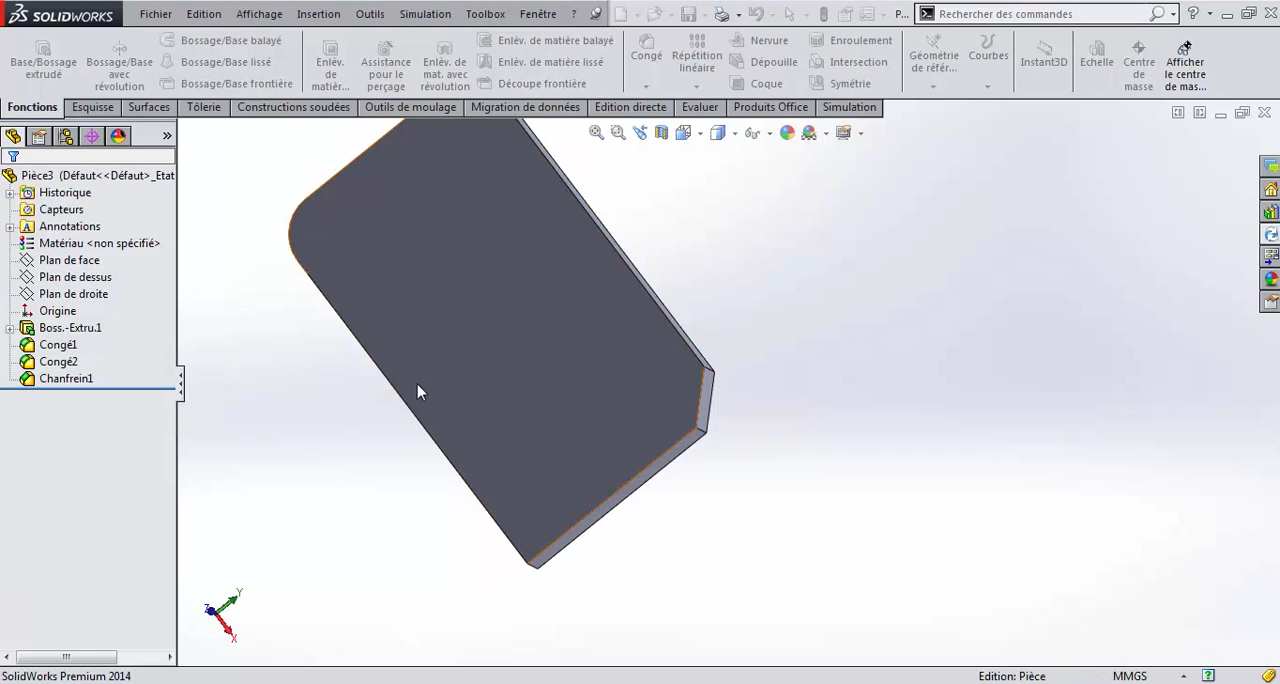 SOLIDWORKS Fichier Edition Affichage Insertion Outils Simulation Toolbox Fenêtre ? P... Rechercher des commandes
Base/Bossage extrudé
Bossage/Base avec révolution
Bossage/Base balayé
Bossage/Base lissé
Bossage/Base frontière
Enlèv. de matièr...
Assistance pour le perçage
Enlèv. de mat. avec révolution
Enlèv. de matière balayé
Enlèv. de matière lissé
Découpe frontière
Congé
Répétition linéaire
Nervure
Dépouille
Coque
Enroulement
Intersection
Symétrie
Géométrie de référ...
Courbes
Instant3D
Echelle
Centre de masse
Afficher le centre de mas...
Fonctions Esquisse Surfaces Tôlerie Constructions soudées Outils de moulage Migration de données Edition directe Evaluer Produits Office Simulation
Pièce3 (Défaut<<Défaut>_Etat
Historique
Capteurs
Annotations
Matériau <non spécifié>
Plan de face
Plan de dessus
Plan de droite
Origine
Boss.-Extru.1
Congé1
Congé2
Chanfrein1
Y
Z
X
SolidWorks Premium 2014 Edition: Pièce MMGS